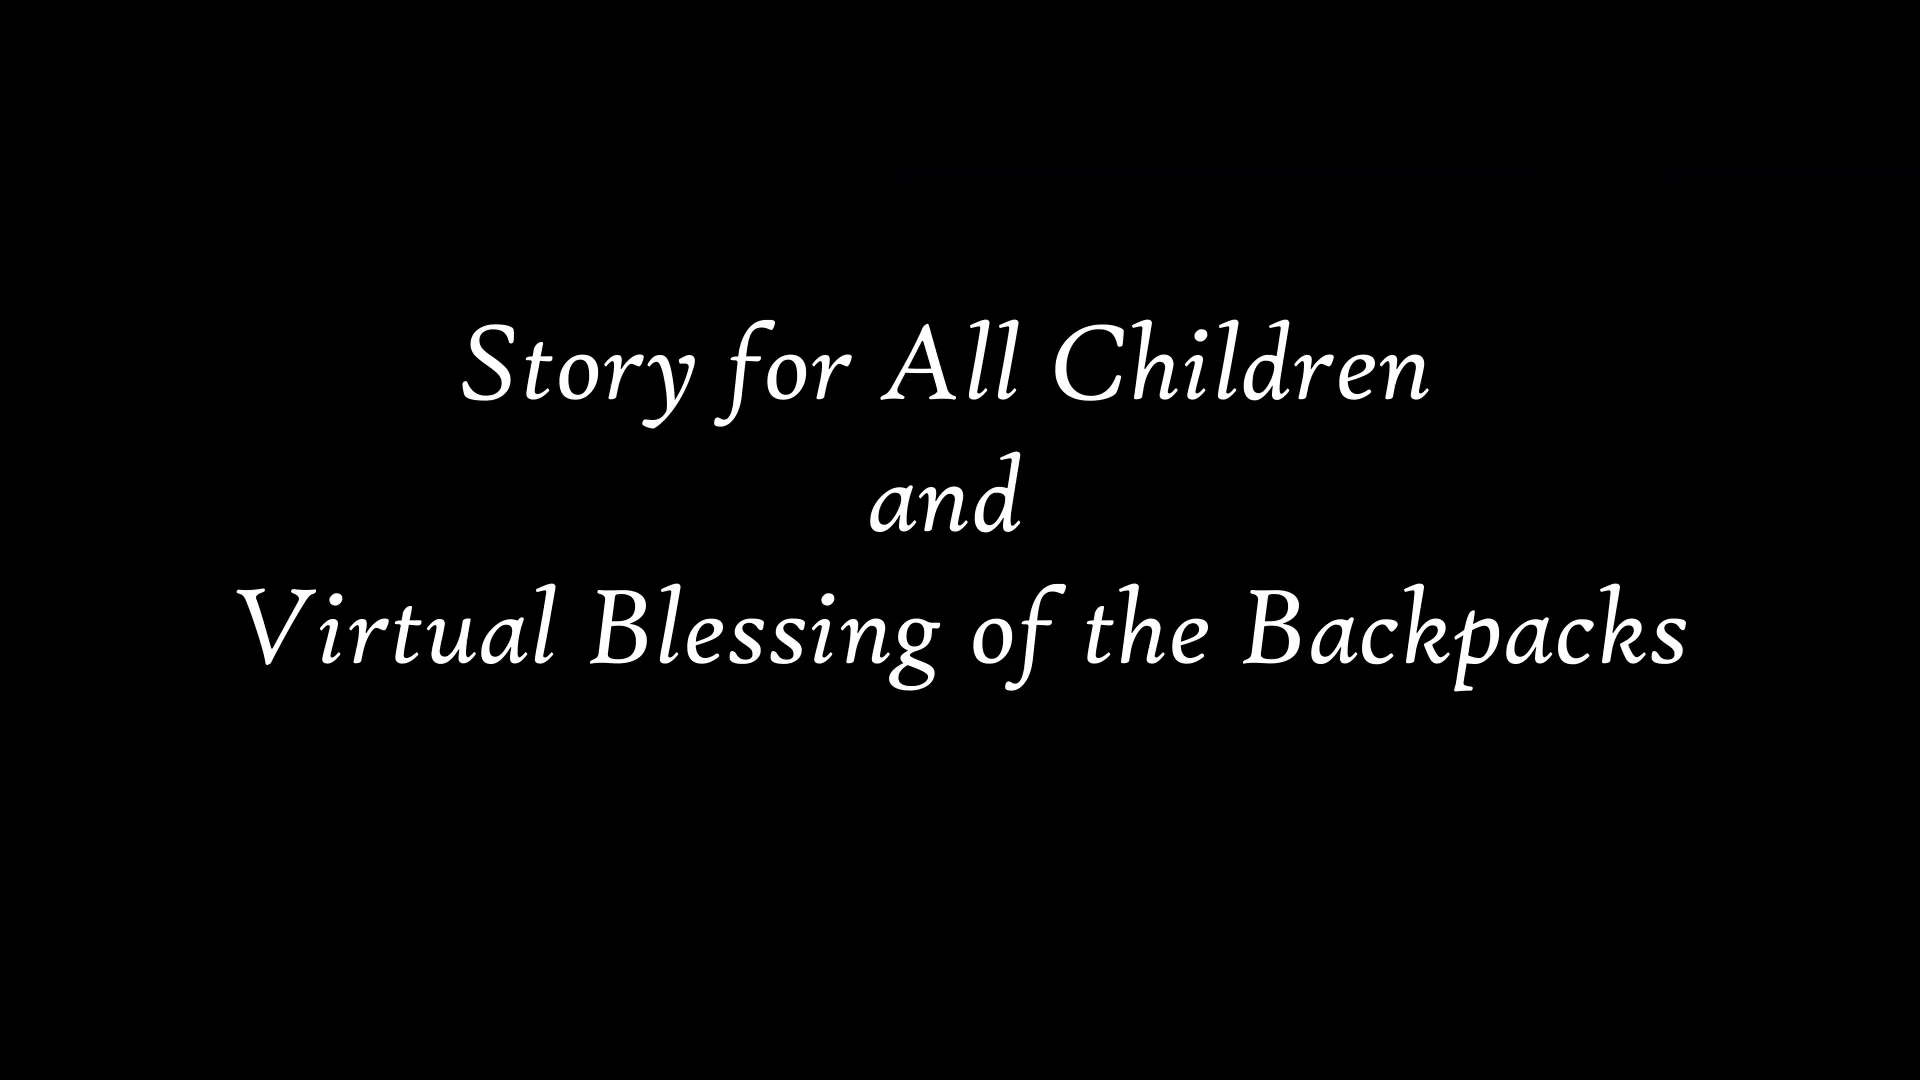 Story for All Children
and
Virtual Blessing of the Backpacks